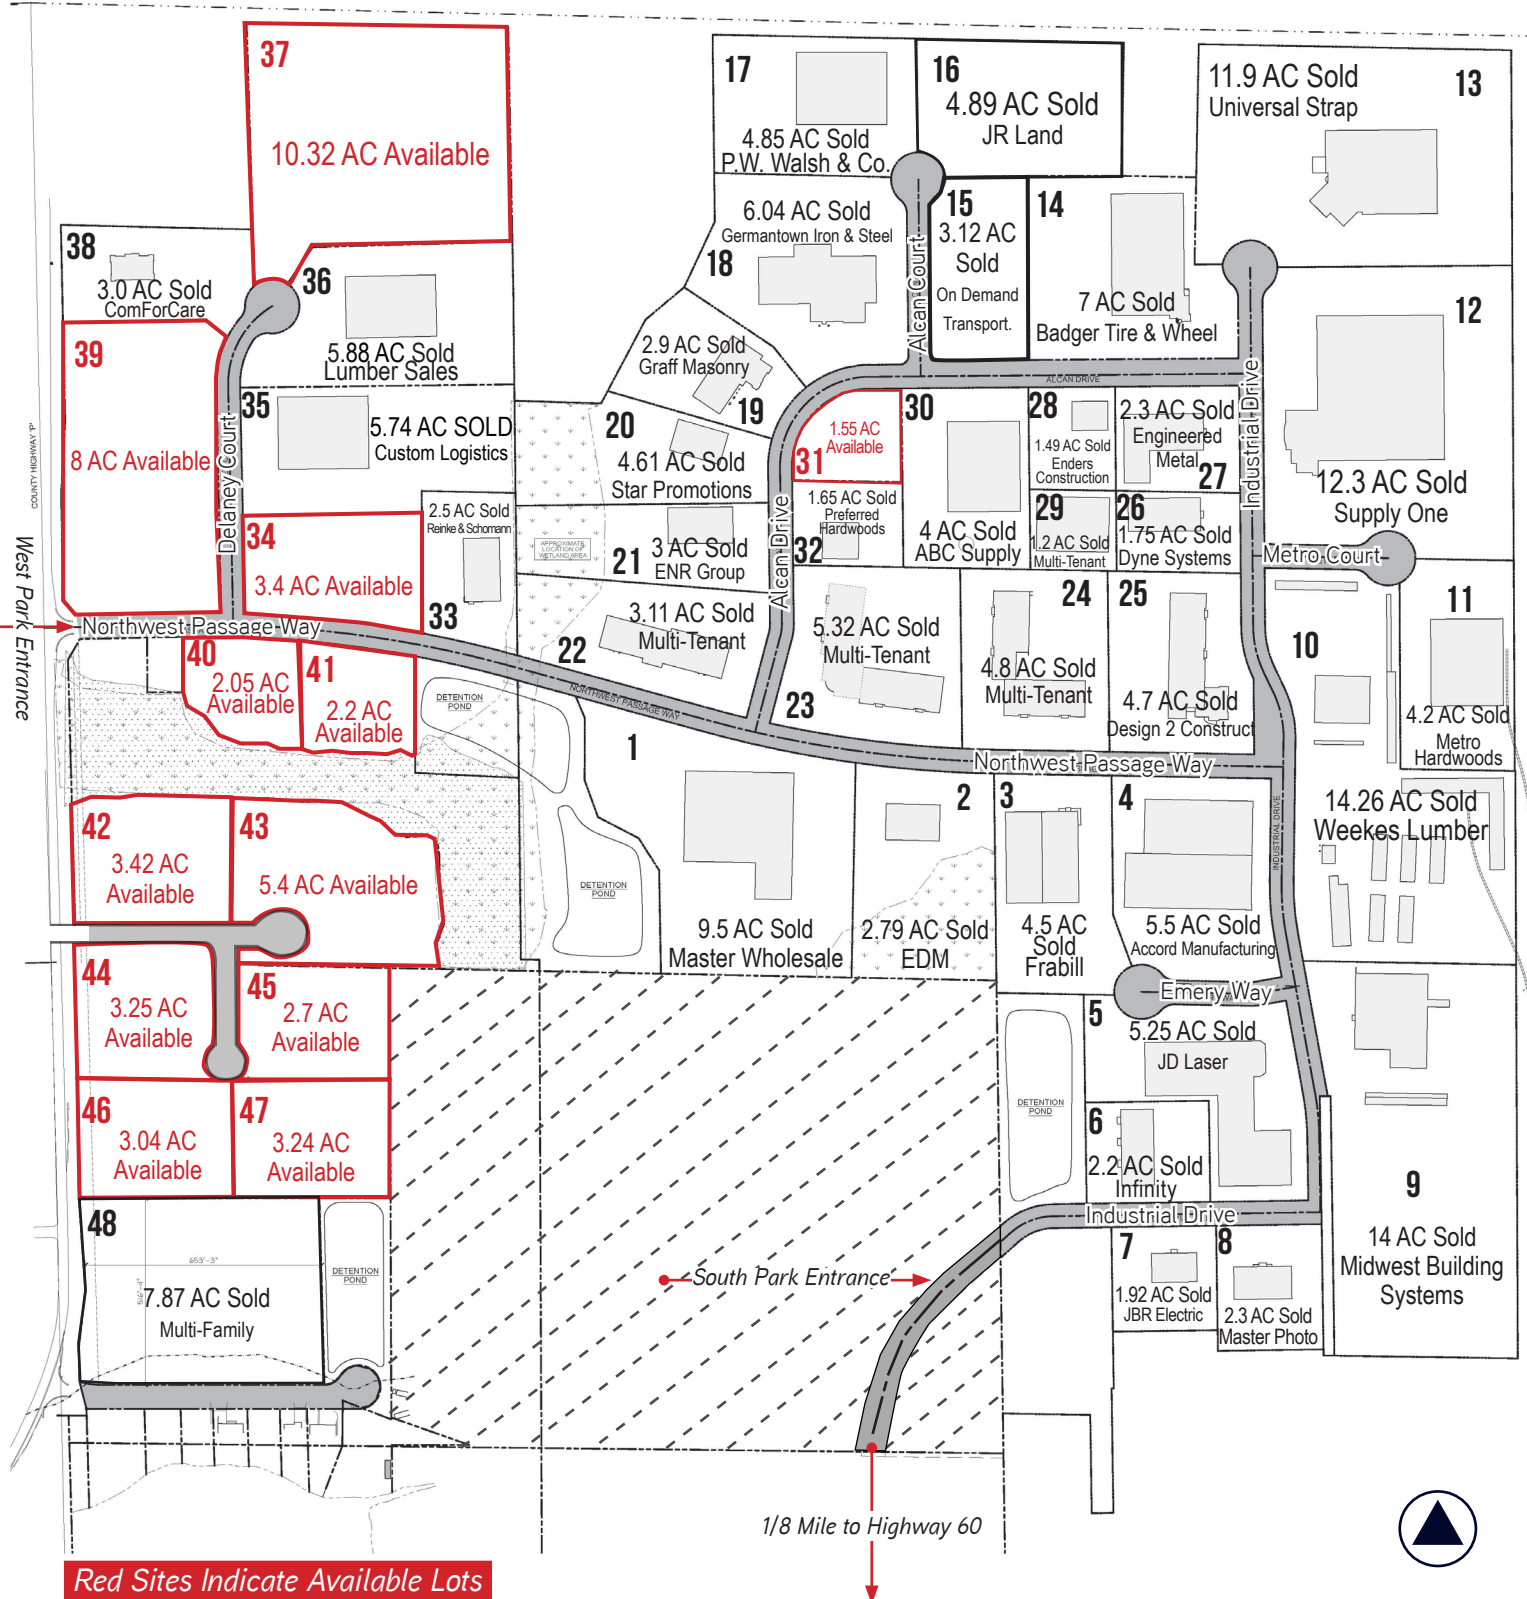 37
10.32 AC Available
17
4.85 AC Sold
P.W. Walsh & Co.
16
4.89 AC Sold
JR Land
11.9 AC Sold
Universal Strap
13
38
3.0 AC Sold
ComForCare
36
5.88 AC Sold
Lumber Sales
6.04 AC Sold
Germantown Iron & Steel
18
Alcan Court
15
3.12 AC
Sold
On Demand
Transport.
14
7 AC Sold
Badger Tire & Wheel
12
12.3 AC Sold
Supply One
39
8 AC Available
COUNTY HIGHWAY "P"
Delaney Court
35
5.74 AC SOLD
Custom Logistics
2.9 AC Sold
Graff Masonry
19
20
4.61 AC Sold
Star Promotions
ALCAN DRIVE
Industrial Drive
1.55 AC
Available
31
30
4 AC Sold
ABC Supply
28
1.49 AC Sold
Enders
Construction
2.3 AC Sold
Engineered
Metal
27
34
3.4 AC Available
2.5 AC Sold
Reinke & Schomann
33
APPROXIMATE
LOCATION OF
WETLAND AREA
21
3 AC Sold
ENR Group
Alcan Drive
1.65 AC Sold
Preferred
Hardwoods
32
29
1.2 AC Sold
Multi-Tenant
26
1.75 AC Sold
Dyne Systems
Metro Court
West Park Entrance
Northwest Passage Way
22
3.11 AC Sold
Multi-Tenant
5.32 AC Sold
Multi-Tenant
23
24
4.8 AC Sold
Multi-Tenant
25
4.7 AC Sold
Design 2 Construct
10
14.26 AC Sold
Weekes Lumber
11
4.2 AC Sold
Metro
Hardwoods
40
2.05 AC
Available
41
2.2 AC
Available
DETENTION
POND
NORTHWEST PASSAGE WAY
Northwest Passage Way
1
9.5 AC Sold
Master Wholesale
2
2.79 AC Sold
EDM
3
4.5 AC
Sold
Frabill
4
5.5 AC Sold
Accord Manufacturing
INDUSTRIAL DRIVE
42
3.42 AC
Available
43
5.4 AC Available
DETENTION
POND
44
3.25 AC
Available
45
2.7 AC
Available
Emery Way
5
5.25 AC Sold
JD Laser
DETENTION
POND
46
3.04 AC
Available
47
3.24 AC
Available
6
2.2 AC Sold
Infinity
9
14 AC Sold
Midwest Building
Systems
Industrial Drive
48
653'-3"
7.87 AC Sold
Multi-Family
DETENTION
POND
South Park Entrance
7
1.92 AC Sold
JBR Electric
8
2.3 AC Sold
Master Photo
1/8 Mile to Highway 60
Red Sites Indicate Available Lots